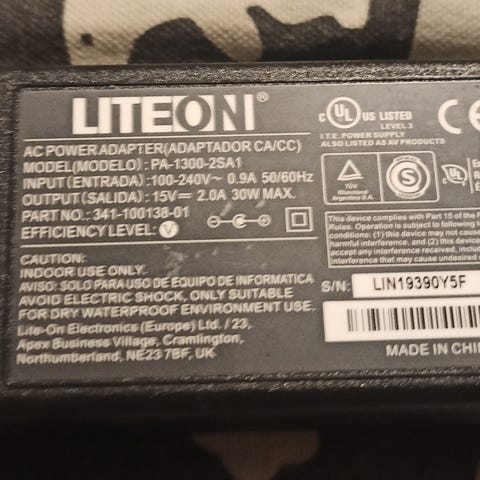 LITEON®
AC POWER ADAPTER(ADAPTADOR CA/CC)
MODEL(MODELO) : PA-1300-2SA1
INPUT(ENTRADA) :100-240V~ 0.9A 50/60Hz
OUTPUT(SALIDA) : 15V⎓ 2.0A 30W MAX.
PART NO.: 341-100138-01
EFFICIENCY LEVEL: V
CAUTION:
INDOOR USE ONLY.
AVISO: SOLO PARA USO DE EQUIPO DE INFORMATICA
AVOID ELECTRIC SHOCK, ONLY SUITABLE
FOR DRY WATERPROOF ENVIRONMENT USE.
Lite-On Electronics (Europe) Ltd. / 23,
Apex Business Village, Cramlington,
Northumberland, NE23 7BF, UK
c UL US LISTED
LEVEL 3
I.T.E. POWER SUPPLY
ALSO LISTED AS AV PRODUCTS
CE
TÜV
Rheinland
Argentina S.A.
S
This device complies with Part 15 of the
Rules. Operation is subject to following
conditions: (1) this device may not cause
harmful interference, and (2) this device
accept any interference received, including
interference that may cause undesired
S/N: LIN19390Y5F
MADE IN CHI